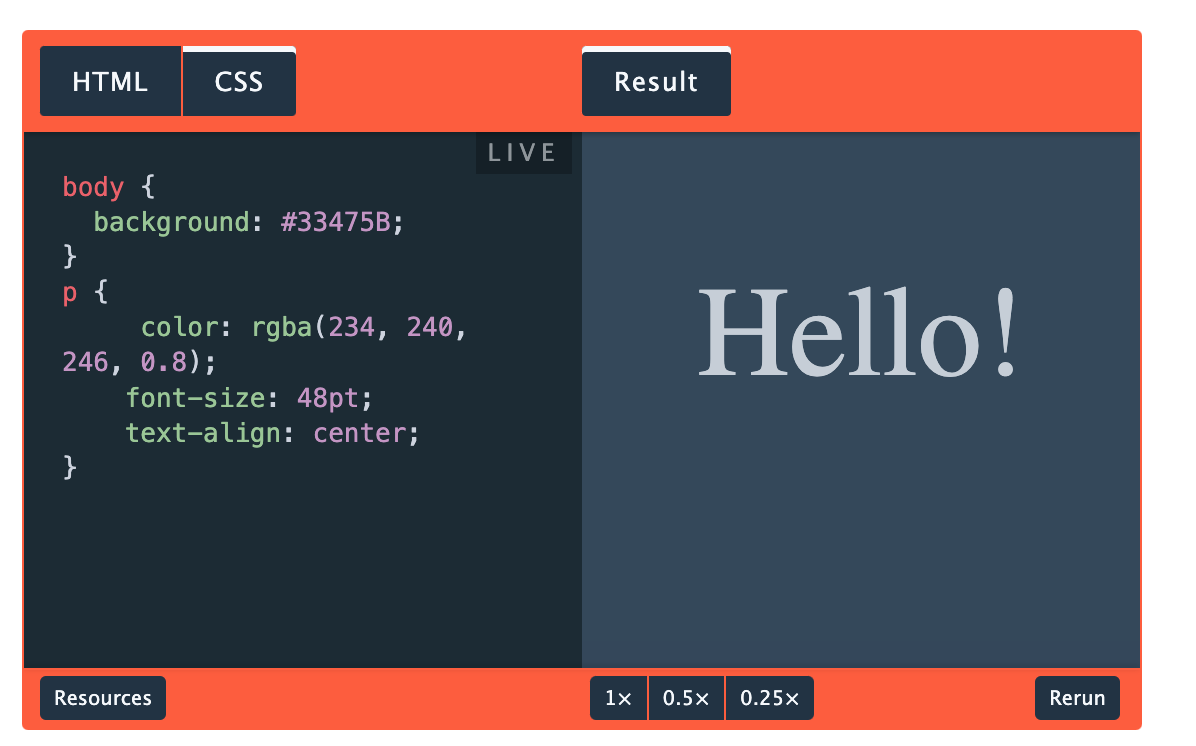 HTML CSS Result
LIVE
body {
  background: #33475B;
}
p {
     color: rgba(234, 240,
246, 0.8);
    font-size: 48pt;
    text-align: center;
}
Hello!
Resources 1× 0.5× 0.25× Rerun